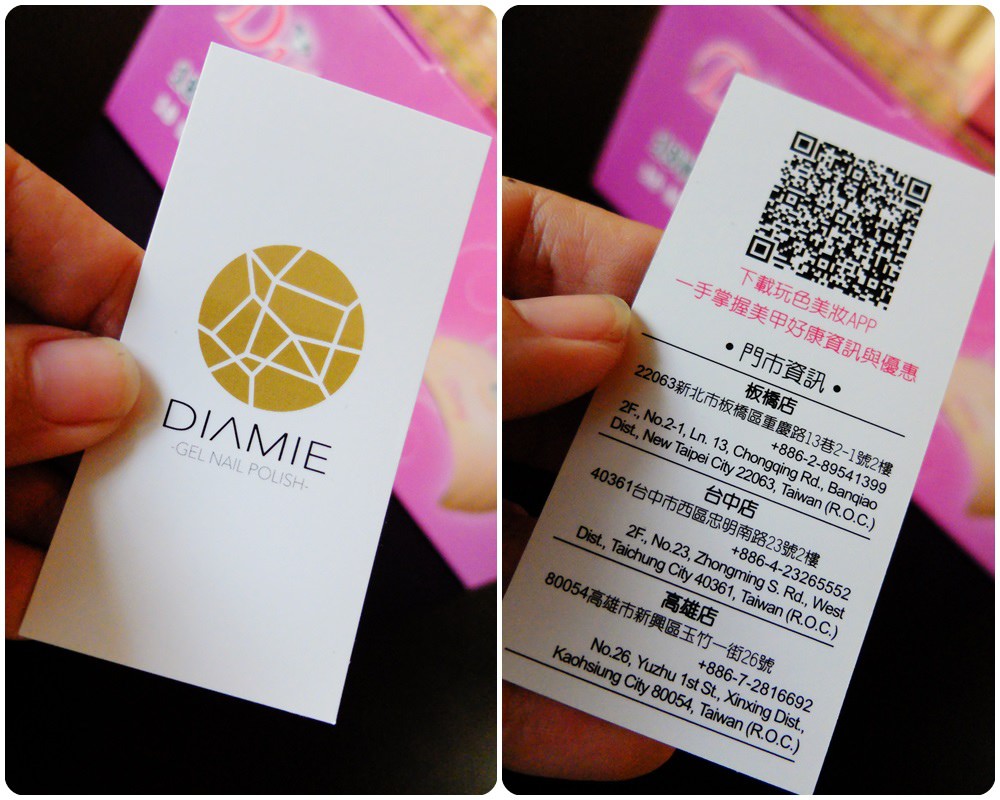 DIAMIE
-GEL NAIL POLISH-
下載玩色美妝APP
一手掌握美甲好康資訊與優惠
• 門市資訊 •
板橋店
22063新北市板橋區重慶路13巷2-1號2樓
+886-2-89541399
2F., No.2-1, Ln. 13, Chongqing Rd., Banqiao
Dist., New Taipei City 22063, Taiwan (R.O.C.)
台中店
40361台中市西區忠明南路23號2樓
+886-4-23265552
2F., No.23, Zhongming S. Rd., West
Dist., Taichung City 40361, Taiwan (R.O.C.)
高雄店
80054高雄市新興區玉竹一街26號
+886-7-2816692
No.26, Yuzhu 1st St., Xinxing Dist.,
Kaohsiung City 80054, Taiwan (R.O.C.)